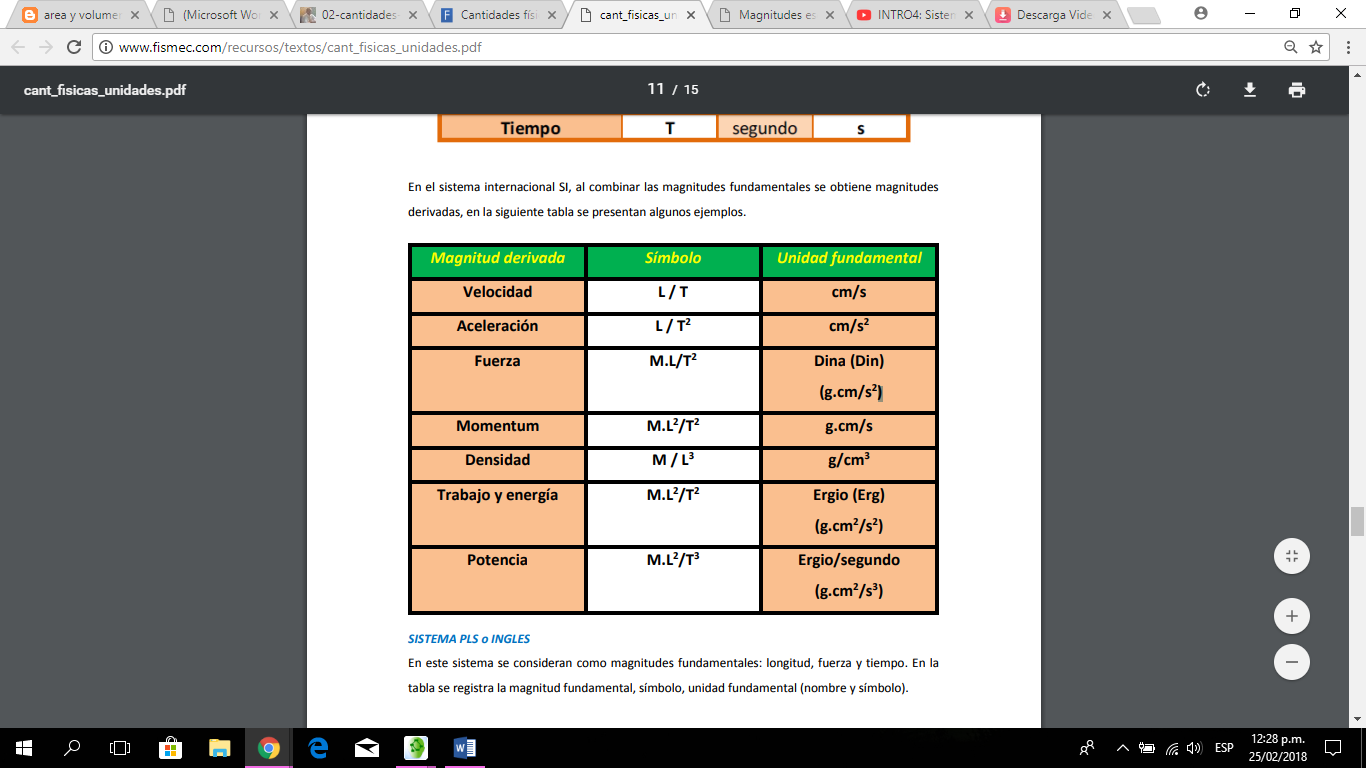 area y volume
(Microsoft Wo
02-cantidades-
Cantidades físi
cant_fisicas_un
Magnitudes es
INTRO4: Sistem
Descarga Vide
www.fismec.com/recursos/textos/cant_fisicas_unidades.pdf
cant_fisicas_unidades.pdf
11 / 15
Tiempo T segundo s
En el sistema internacional SI, al combinar las magnitudes fundamentales se obtiene magnitudes
derivadas, en la siguiente tabla se presentan algunos ejemplos.
Magnitud derivada Símbolo Unidad fundamental
Velocidad L / T cm/s
Aceleración L / T² cm/s²
Fuerza M.L/T² Dina (Din)
(g.cm/s²)
Momentum M.L²/T² g.cm/s
Densidad M / L³ g/cm³
Trabajo y energía M.L²/T² Ergio (Erg)
(g.cm²/s²)
Potencia M.L²/T³ Ergio/segundo
(g.cm²/s³)
SISTEMA PLS o INGLES
En este sistema se consideran como magnitudes fundamentales: longitud, fuerza y tiempo. En la
tabla se registra la magnitud fundamental, símbolo, unidad fundamental (nombre y símbolo).
ESP
12:28 p.m.
25/02/2018